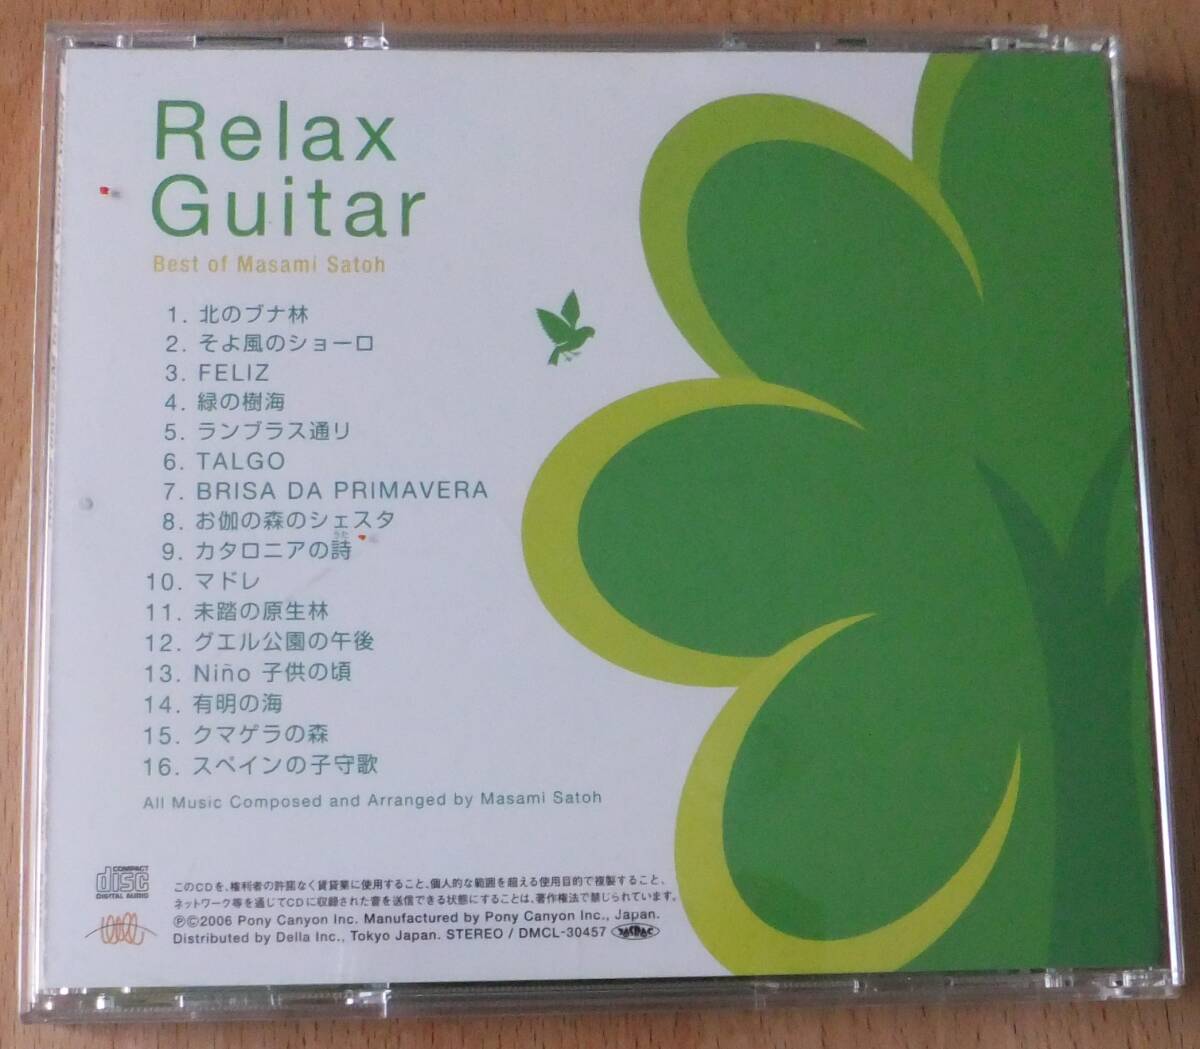 Relax
Guitar
Best of Masami Satoh
1. 北のブナ林
2. そよ風のショーロ
3. FELIZ
4. 緑の樹海
5. ランブラス通り
6. TALGO
7. BRISA DA PRIMAVERA
8. お伽の森のシェスタ
うた
9. カタロニアの詩
10. マドレ
11. 未踏の原生林
12. グエル公園の午後
13. Niño 子供の頃
14. 有明の海
15. クマゲラの森
16. スペインの子守歌
All Music Composed and Arranged by Masami Satoh
COMPACT
disc
DIGITAL AUDIO
このCDを、権利者の許諾なく賃貸業に使用すること、個人的な範囲を超える使用目的で複製すること、
ネットワーク等を通じてCDに収録された音を送信できる状態にすることは、著作権法で禁じられています。
℗©2006 Pony Canyon Inc. Manufactured by Pony Canyon Inc., Japan.
Distributed by Della Inc., Tokyo Japan. STEREO / DMCL-30457 JASRAC